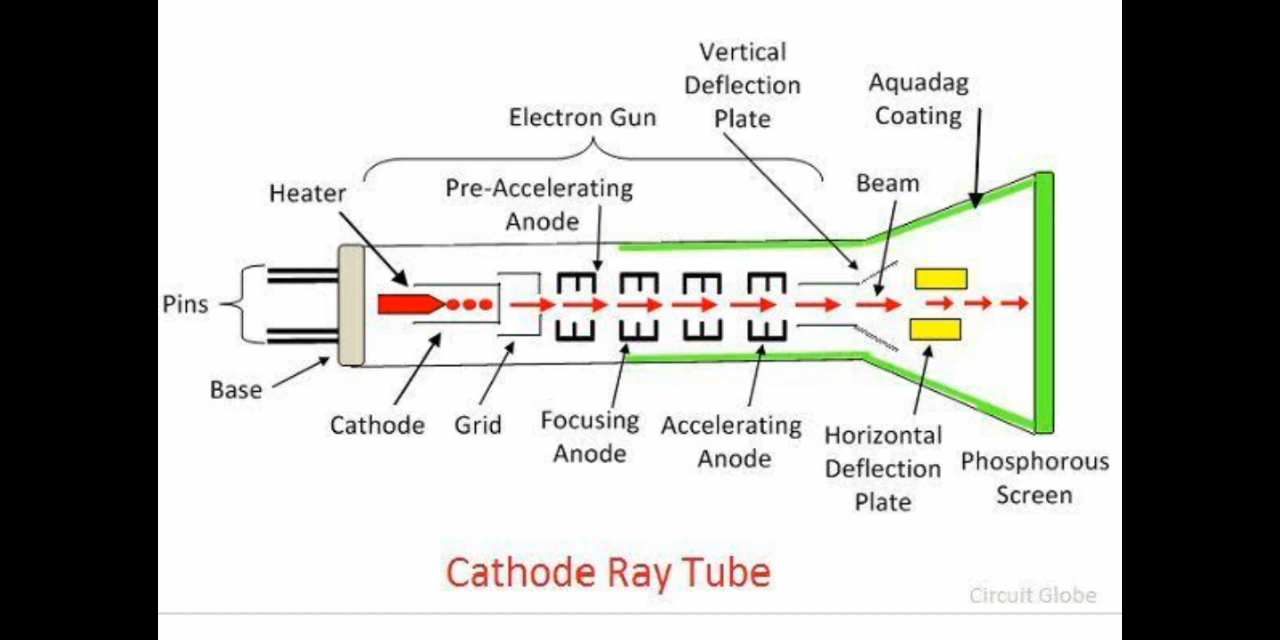 Vertical
Deflection
Plate
Aquadag
Coating
Electron Gun
Heater
Pre-Accelerating
Anode
Beam
Pins
Base
Cathode
Grid
Focusing
Anode
Accelerating
Anode
Horizontal
Deflection
Plate
Phosphorous
Screen
Cathode Ray Tube
Circuit Globe